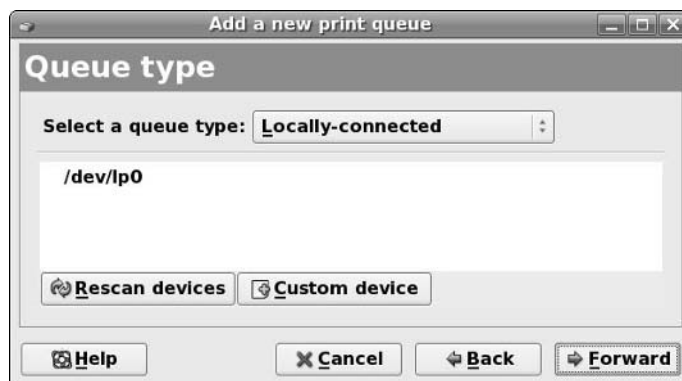 Add a new print queue
Queue type
Select a queue type: Locally-connected
/dev/lp0
Rescan devices Custom device
Help Cancel Back Forward